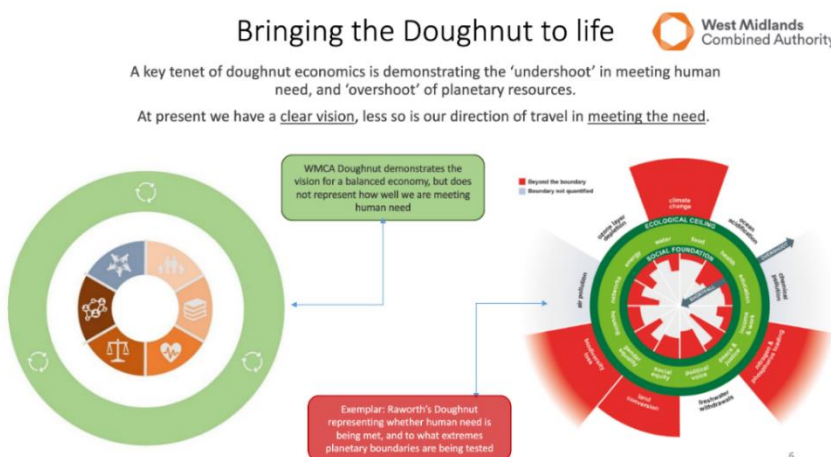 Bringing the Doughnut to life
West Midlands
Combined Authority
A key tenet of doughnut economics is demonstrating the ‘undershoot’ in meeting human
need, and ‘overshoot’ of planetary resources.
At present we have a clear vision, less so is our direction of travel in meeting the need.
WMCA Doughnut demonstrates the
vision for a balanced economy, but does
not represent how well we are meeting
human need
Exemplar: Raworth’s Doughnut
representing whether human need is
being met, and to what extremes
planetary boundaries are being tested
Beyond the boundary
Boundary not quantified
climate
change
ozone layer
depletion
ocean
acidification
ECOLOGICAL CEILING
water
food
energy
health
SOCIAL FOUNDATION
networks
education
air pollution
chemical
pollution
housing
income
& work
gender
equality
peace &
justice
social
equity
political
voice
biodiversity
loss
nitrogen &
phosphorus loading
land
conversion
freshwater
withdrawals
6